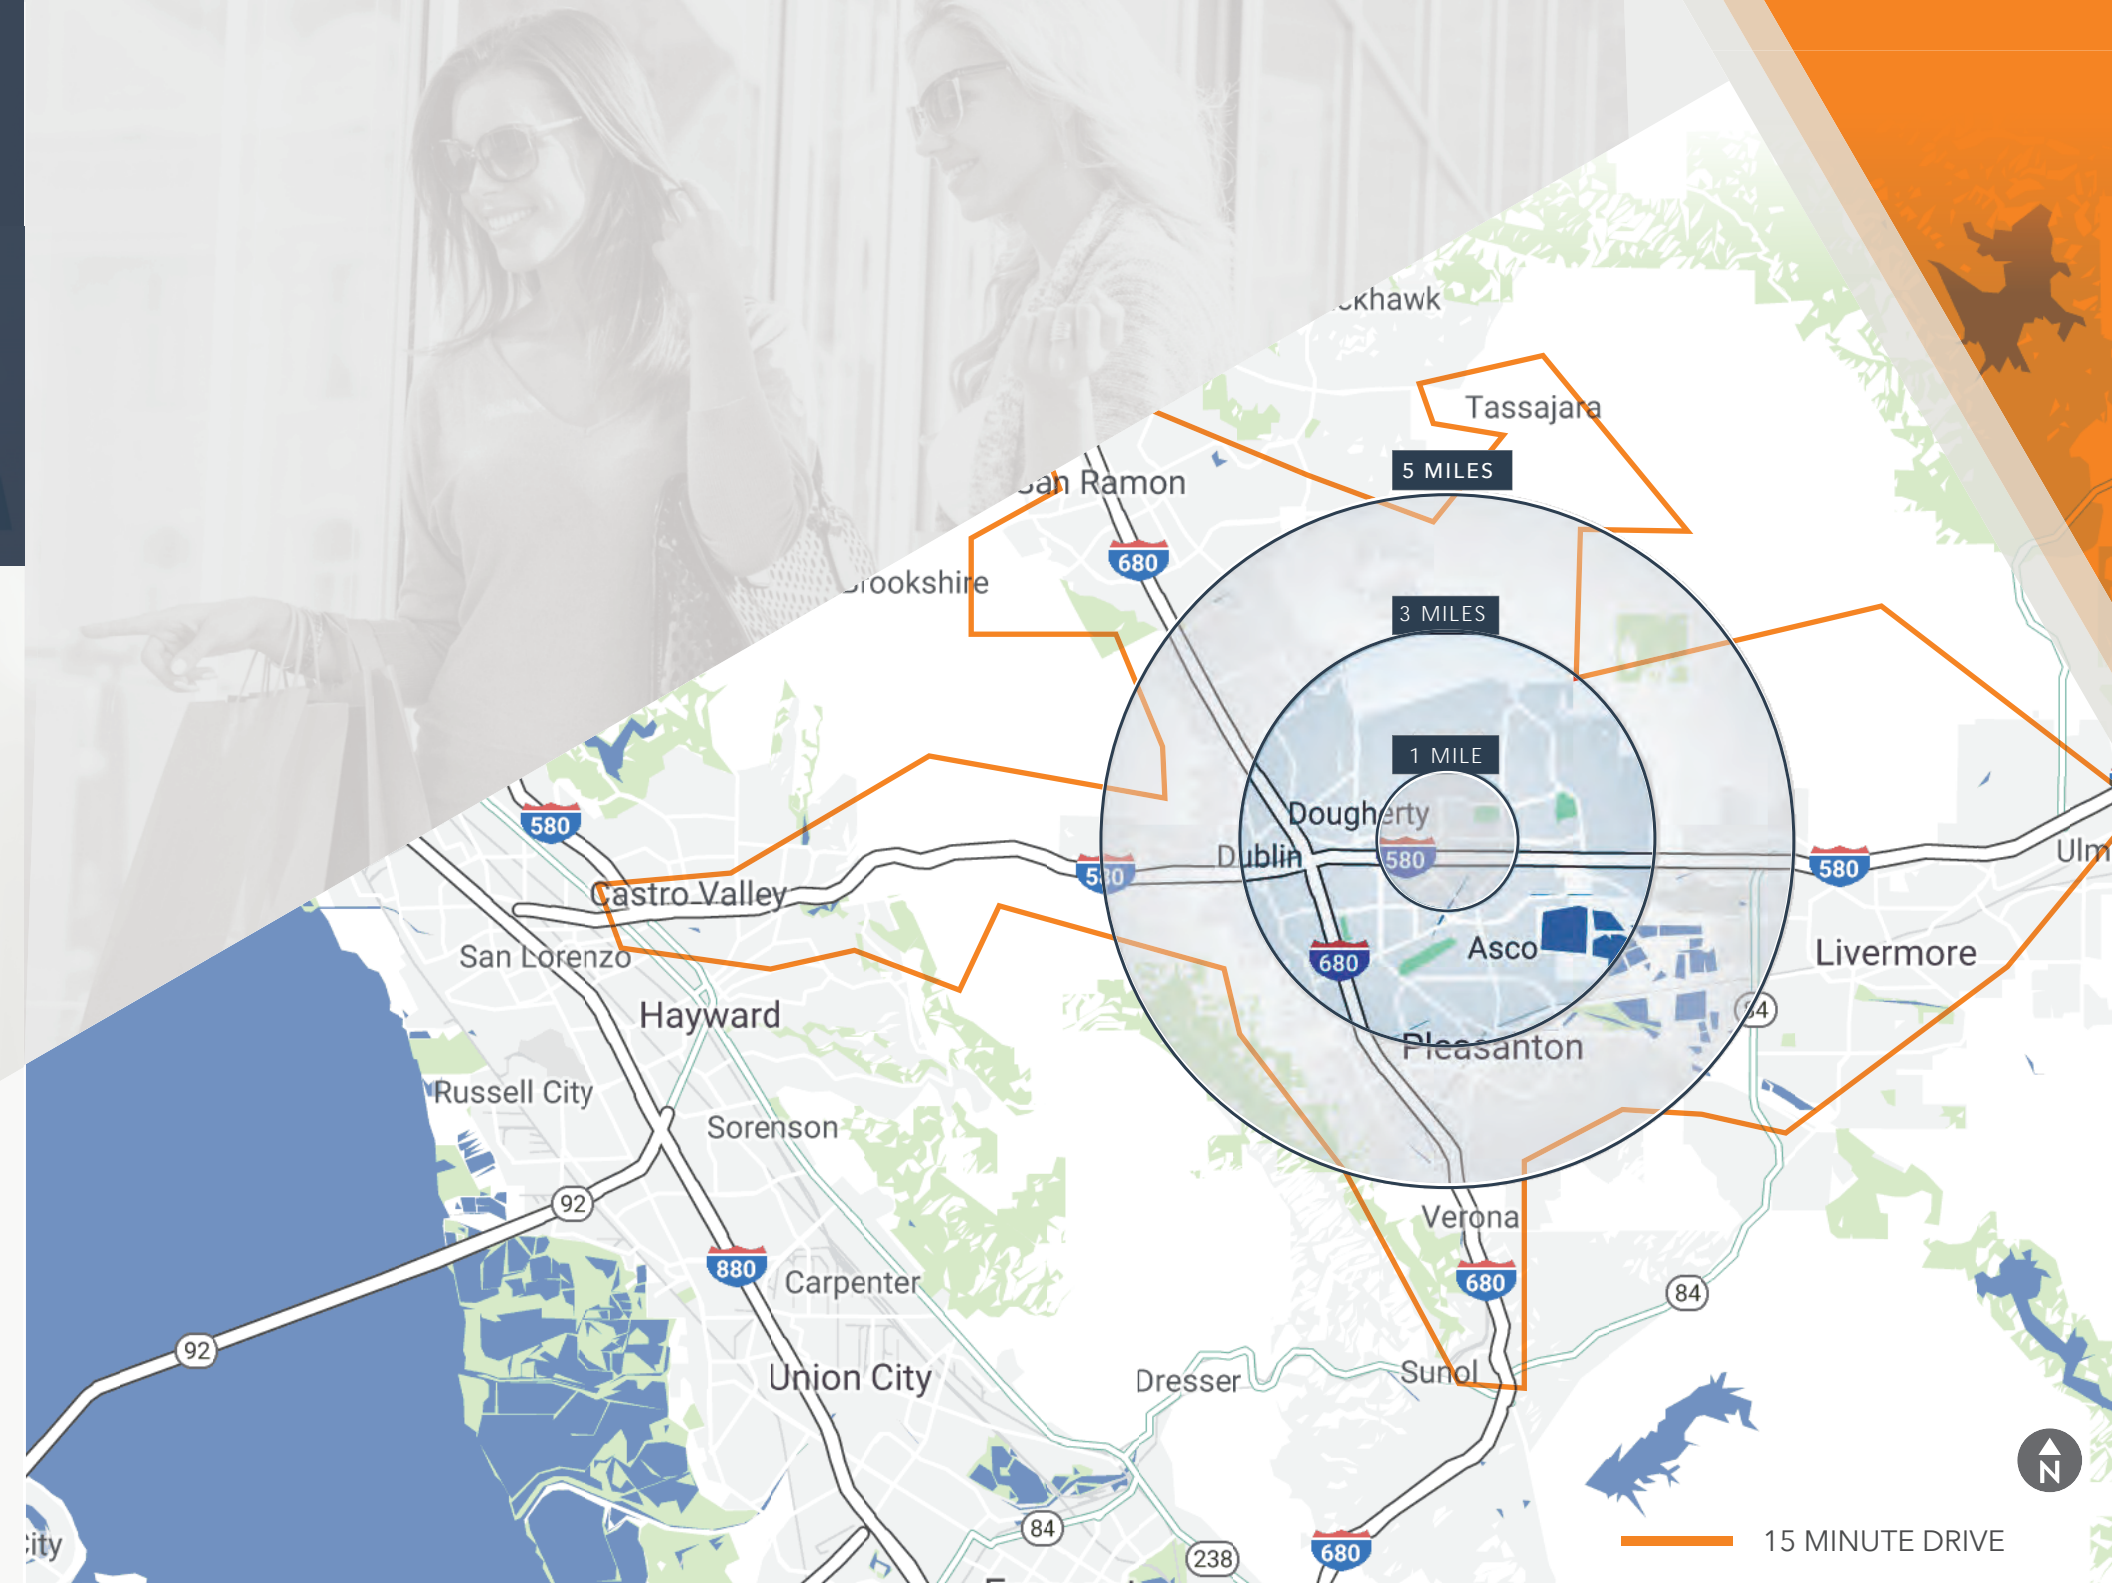 Tassajara
5 MILES
San Ramon
680
Brookshire
3 MILES
1 MILE
580
Dougherty
Dublin
580
580
580
Castro Valley
San Lorenzo
Asco
680
Livermore
Hayward
84
Pleasanton
Russell City
Sorenson
92
Verona
880
Carpenter
680
84
92
Union City
Dresser
Sunol
N
84
238
680
15 MINUTE DRIVE